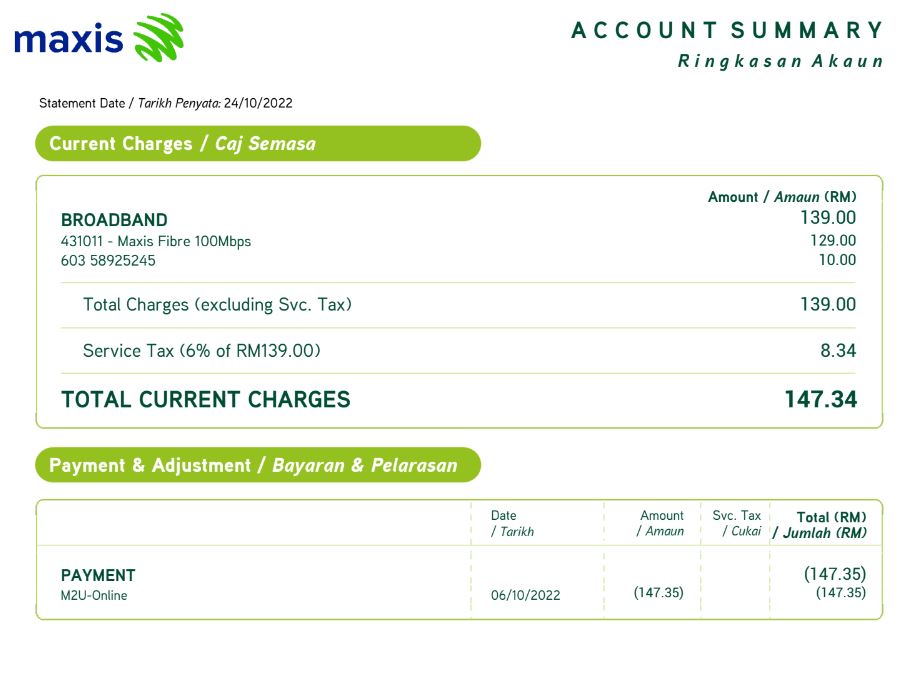 maxis
ACCOUNT SUMMARY
Ringkasan Akaun
Statement Date / Tarikh Penyata: 24/10/2022
Current Charges / Caj Semasa
Amount / Amaun (RM)
BROADBAND 139.00
431011 - Maxis Fibre 100Mbps 129.00
603 58925245 10.00
Total Charges (excluding Svc. Tax) 139.00
Service Tax (6% of RM139.00) 8.34
TOTAL CURRENT CHARGES 147.34
Payment & Adjustment / Bayaran & Pelarasan
Date Amount Svc. Tax Total (RM)
/ Tarikh / Amaun / Cukai / Jumlah (RM)
PAYMENT (147.35)
M2U-Online 06/10/2022 (147.35) (147.35)